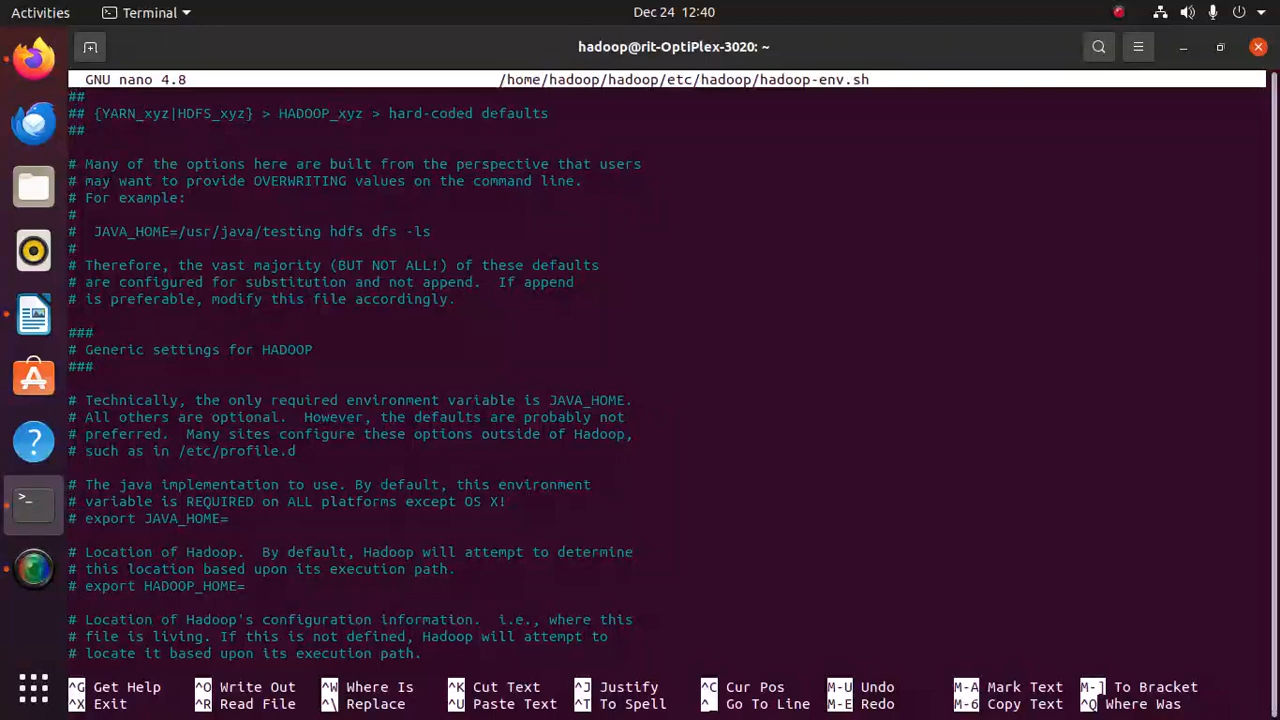 Activities Terminal Dec 24 12:40
hadoop@rit-OptiPlex-3020: ~
GNU nano 4.8 /home/hadoop/hadoop/etc/hadoop/hadoop-env.sh
##
## {YARN_xyz|HDFS_xyz} > HADOOP_xyz > hard-coded defaults
##
# Many of the options here are built from the perspective that users
# may want to provide OVERWRITING values on the command line.
# For example:
#
#  JAVA_HOME=/usr/java/testing hdfs dfs -ls
#
# Therefore, the vast majority (BUT NOT ALL!) of these defaults
# are configured for substitution and not append.  If append
# is preferable, modify this file accordingly.
###
# Generic settings for HADOOP
###
# Technically, the only required environment variable is JAVA_HOME.
# All others are optional.  However, the defaults are probably not
# preferred.  Many sites configure these options outside of Hadoop,
# such as in /etc/profile.d
# The java implementation to use. By default, this environment
# variable is REQUIRED on ALL platforms except OS X!
# export JAVA_HOME=
# Location of Hadoop.  By default, Hadoop will attempt to determine
# this location based upon its execution path.
# export HADOOP_HOME=
# Location of Hadoop's configuration information.  i.e., where this
# file is living. If this is not defined, Hadoop will attempt to
# locate it based upon its execution path.
^G Get Help ^O Write Out ^W Where Is ^K Cut Text ^J Justify ^C Cur Pos M-U Undo M-A Mark Text M-] To Bracket
^X Exit ^R Read File ^\ Replace ^U Paste Text ^T To Spell ^_ Go To Line M-E Redo M-6 Copy Text ^Q Where Was